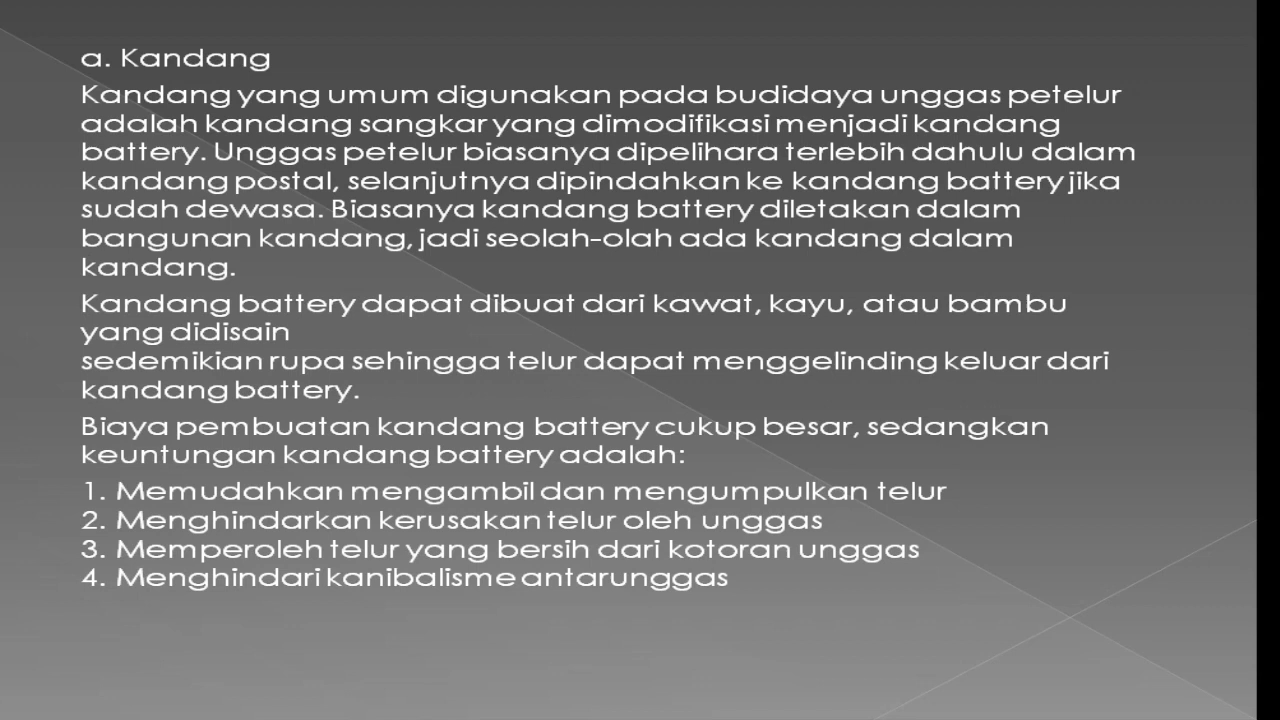 a. Kandang
Kandang yang umum digunakan pada budidaya unggas petelur
adalah kandang sangkar yang dimodifikasi menjadi kandang
battery. Unggas petelur biasanya dipelihara terlebih dahulu dalam
kandang postal, selanjutnya dipindahkan ke kandang battery jika
sudah dewasa. Biasanya kandang battery diletakan dalam
bangunan kandang, jadi seolah-olah ada kandang dalam
kandang.
Kandang battery dapat dibuat dari kawat, kayu, atau bambu
yang didisain
sedemikian rupa sehingga telur dapat menggelinding keluar dari
kandang battery.
Biaya pembuatan kandang battery cukup besar, sedangkan
keuntungan kandang battery adalah:
1. Memudahkan mengambil dan mengumpulkan telur
2. Menghindarkan kerusakan telur oleh unggas
3. Memperoleh telur yang bersih dari kotoran unggas
4. Menghindari kanibalisme antarunggas